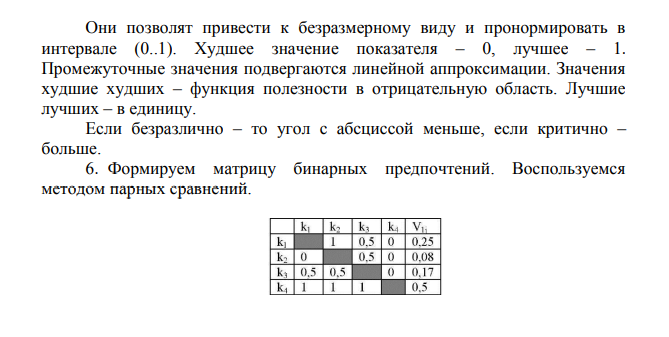 Они позволят привести к безразмерному виду и пронормировать в
интервале (0..1). Худшее значение показателя – 0, лучшее – 1.
Промежуточные значения подвергаются линейной аппроксимации. Значения
худшие худших – функция полезности в отрицательную область. Лучшие
лучших – в единицу.
Если безразлично – то угол с абсциссой меньше, если критично –
больше.
6. Формируем матрицу бинарных предпочтений. Воспользуемся
методом парных сравнений.
k₁ k₂ k₃ k₄ V₁ᵢ
k₁ 1 0,5 0 0,25
k₂ 0 0,5 0 0,08
k₃ 0,5 0,5 0 0,17
k₄ 1 1 1 0,5